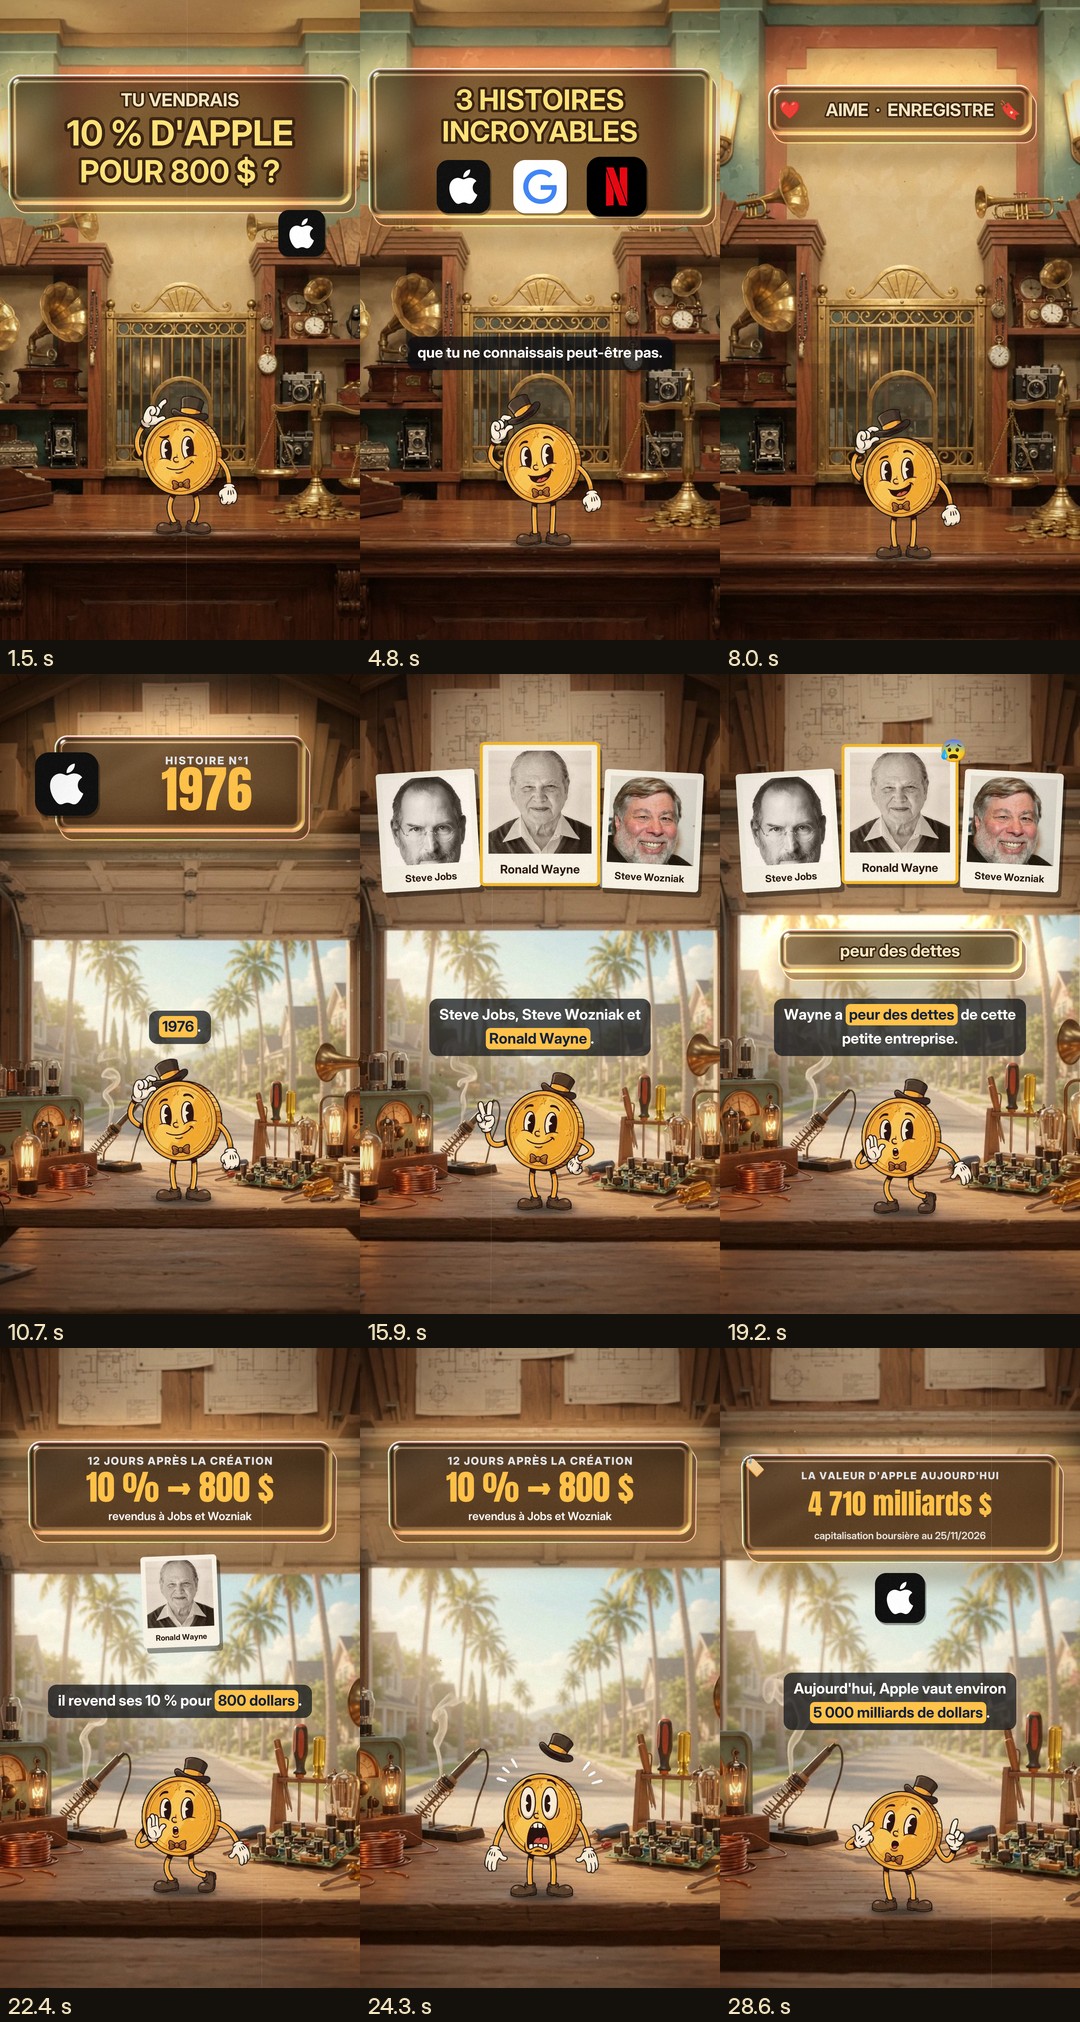 TU VENDRAIS
10 % D'APPLE
POUR 800 $ ?
1.5. s
3 HISTOIRES
INCROYABLES
que tu ne connaissais peut-être pas.
4.8. s
AIME · ENREGISTRE
8.0. s
HISTOIRE N°1
1976
1976.
10.7. s
Steve Jobs
Ronald Wayne
Steve Wozniak
Steve Jobs, Steve Wozniak et
Ronald Wayne.
15.9. s
Steve Jobs
Ronald Wayne
Steve Wozniak
peur des dettes
Wayne a peur des dettes de cette
petite entreprise.
19.2. s
12 JOURS APRÈS LA CRÉATION
10 % → 800 $
revendus à Jobs et Wozniak
Ronald Wayne
il revend ses 10 % pour 800 dollars.
22.4. s
12 JOURS APRÈS LA CRÉATION
10 % → 800 $
revendus à Jobs et Wozniak
24.3. s
LA VALEUR D'APPLE AUJOURD'HUI
4 710 milliards $
capitalisation boursière au 25/11/2026
Aujourd'hui, Apple vaut environ
5 000 milliards de dollars.
28.6. s